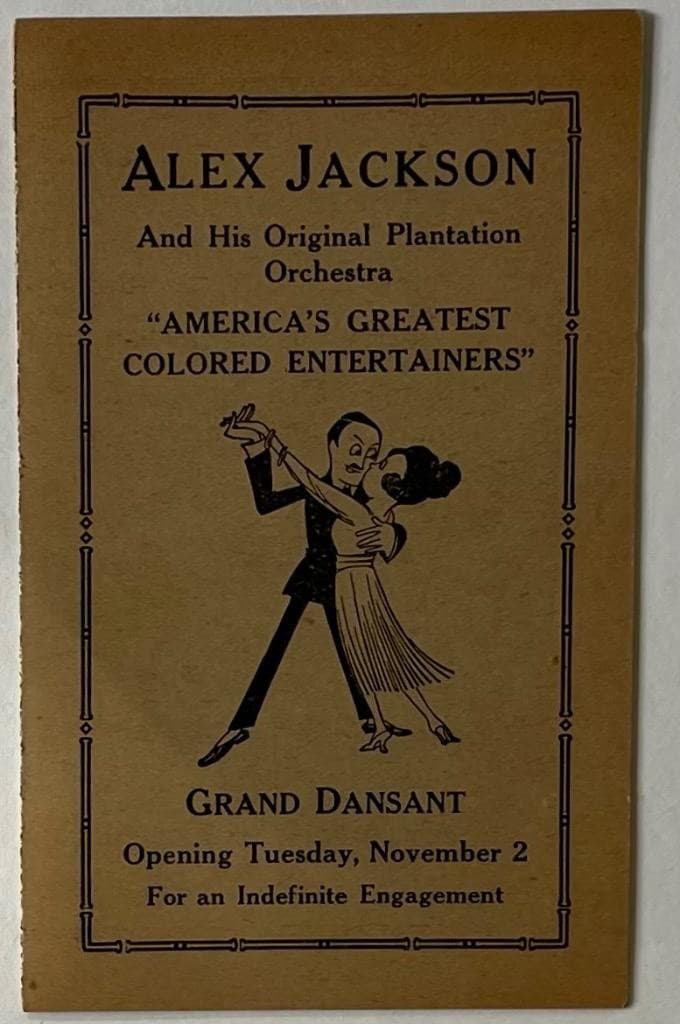 ALEX JACKSON
And His Original Plantation
Orchestra
“AMERICA'S GREATEST
COLORED ENTERTAINERS”
GRAND DANSANT
Opening Tuesday, November 2
For an Indefinite Engagement